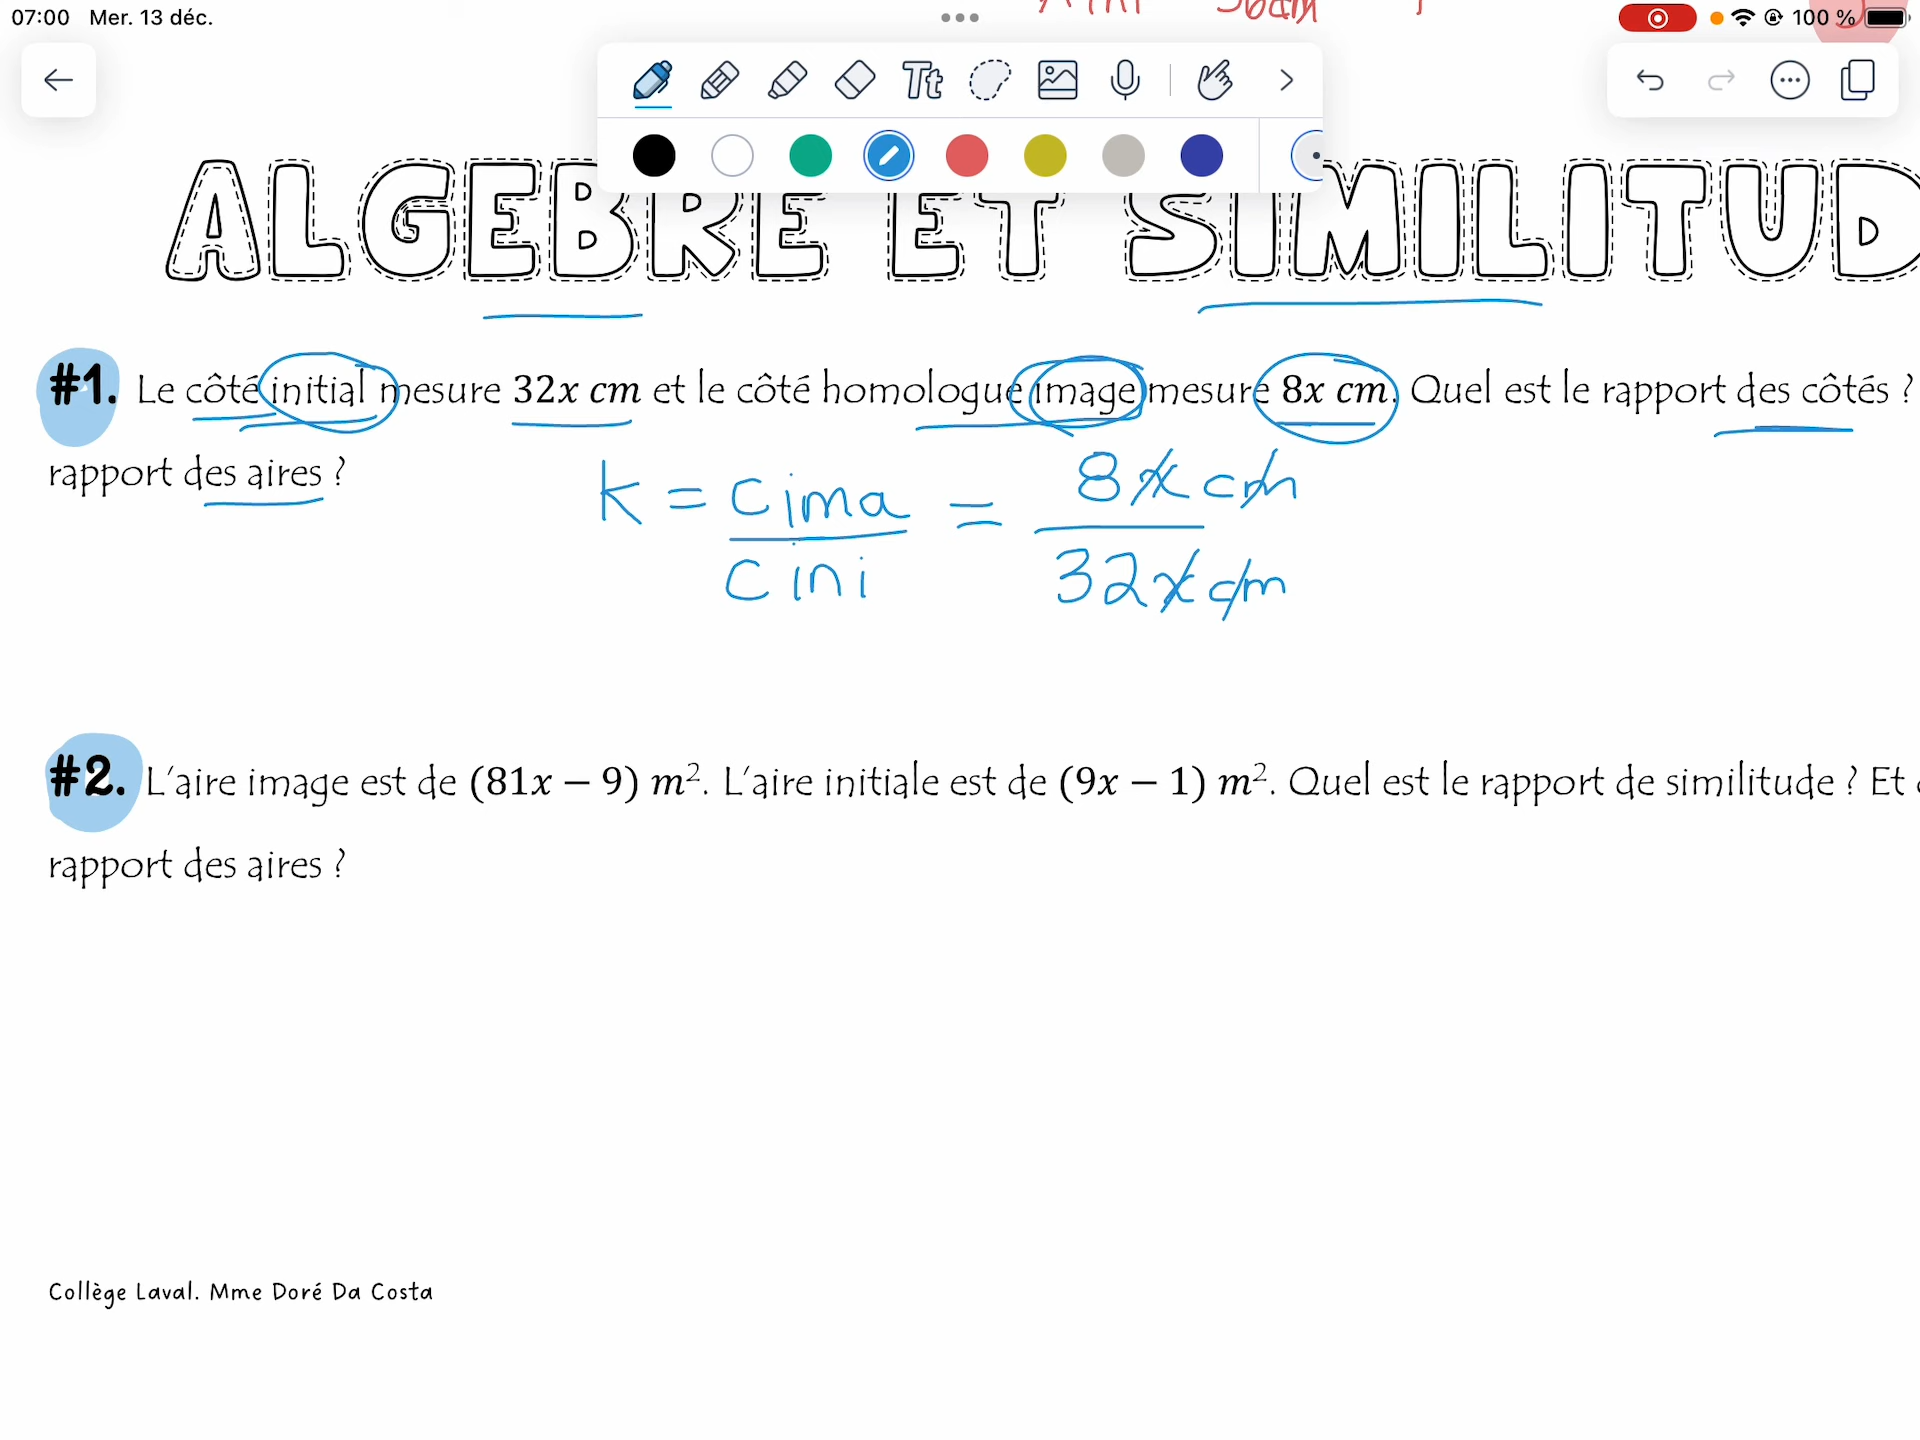 07:00 Mer. 13 déc.
100 %
Tt
ALGEBRE ET SIMILITUD
#1. Le côté initial mesure 32x cm et le côté homologue image mesure 8x cm. Quel est le rapport des côtés ?
rapport des aires ?
k = cima / cini = 8x cm / 32x cm
#2. L'aire image est de (81x − 9) m². L'aire initiale est de (9x − 1) m². Quel est le rapport de similitude ? Et
rapport des aires ?
Collège Laval. Mme Doré Da Costa